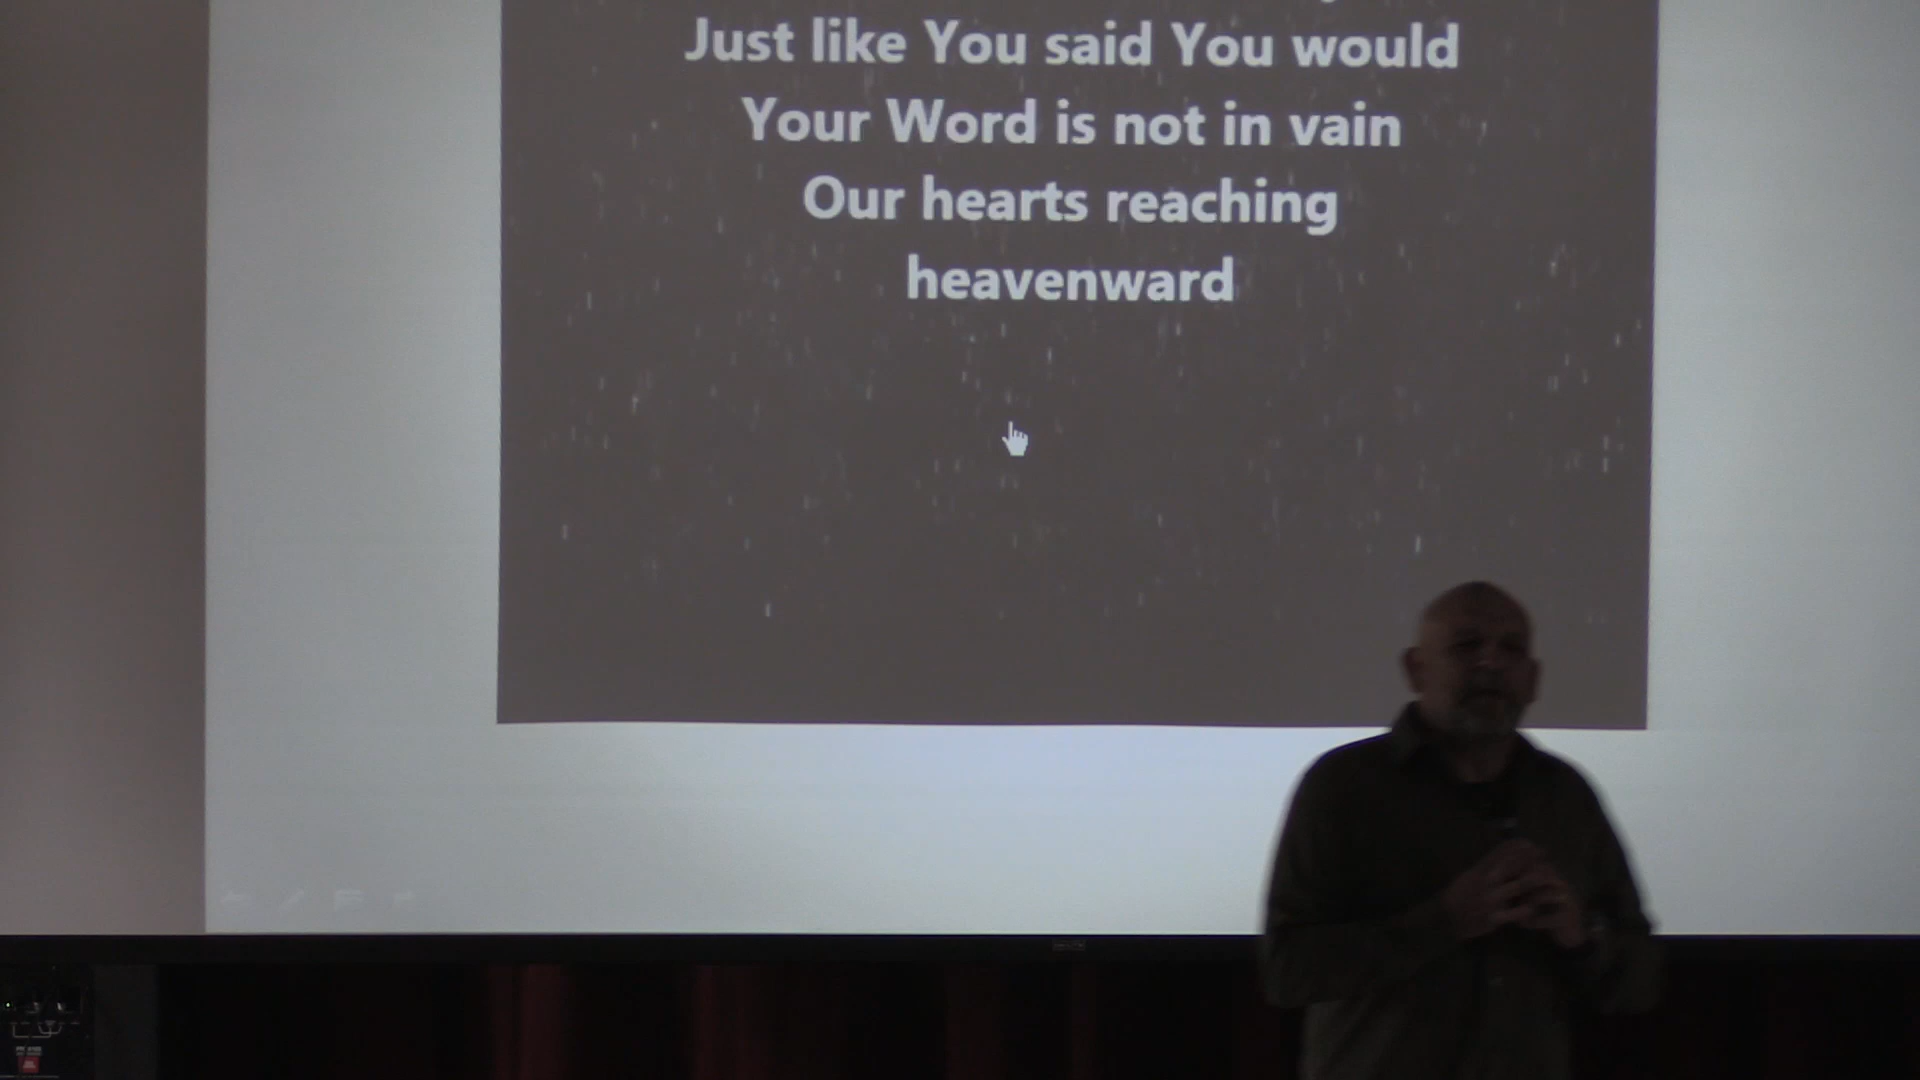 Just like You said You would
Your Word is not in vain
Our hearts reaching
heavenward